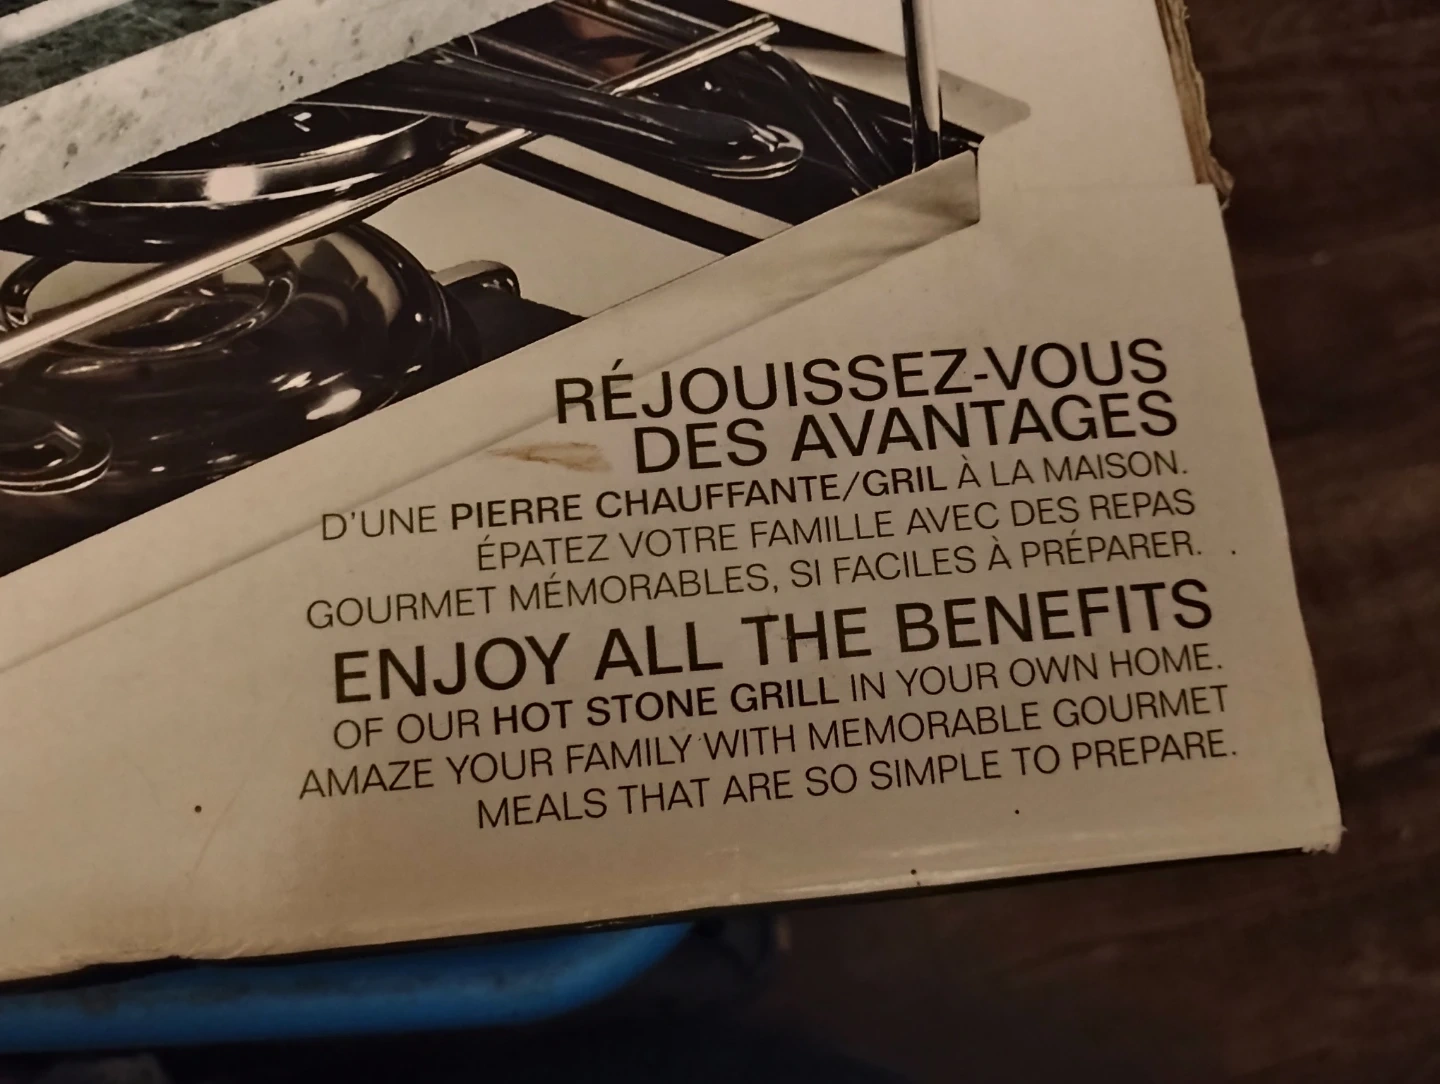 RÉJOUISSEZ-VOUS
DES AVANTAGES
D'UNE PIERRE CHAUFFANTE/GRIL À LA MAISON.
ÉPATEZ VOTRE FAMILLE AVEC DES REPAS
GOURMET MÉMORABLES, SI FACILES À PRÉPARER.
ENJOY ALL THE BENEFITS
OF OUR HOT STONE GRILL IN YOUR OWN HOME.
AMAZE YOUR FAMILY WITH MEMORABLE GOURMET
MEALS THAT ARE SO SIMPLE TO PREPARE.